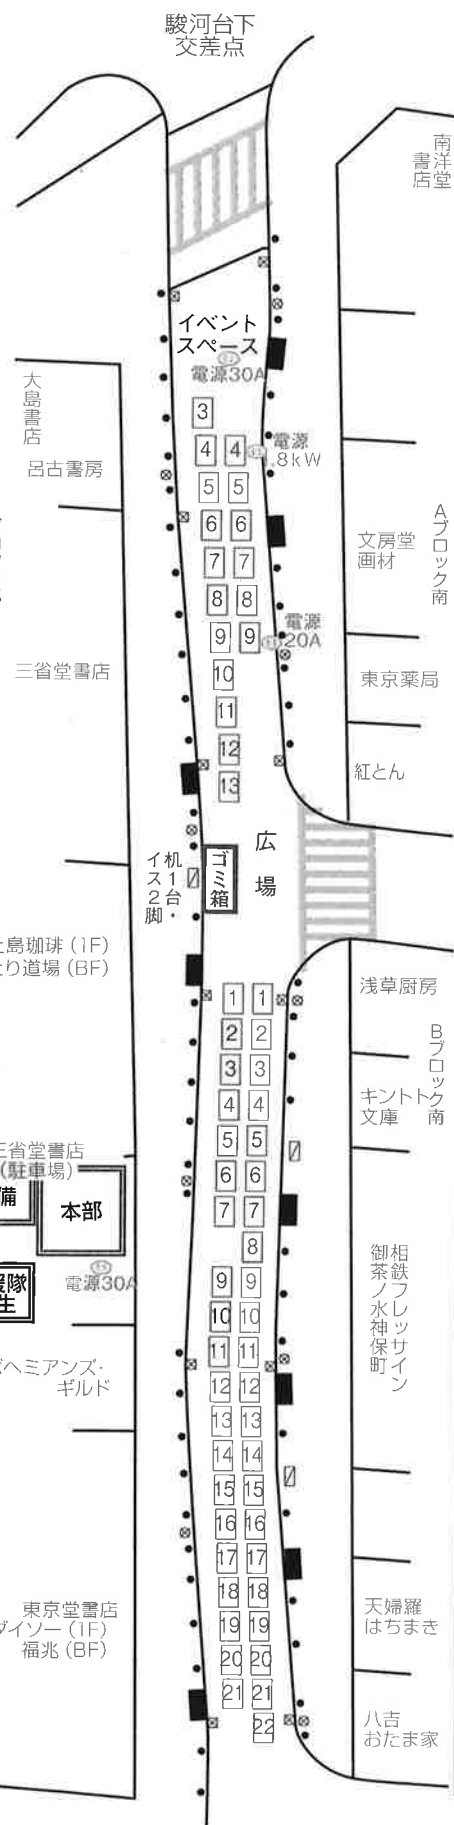 駿河台下
交差点
南洋堂
書店
イベント
スペース
電源30A
大島書店
呂古書房
3
4 4
電源
.8kW
5 5
6 6
7 7
8 8
9 9
電源
20A
10
11
12
13
文房堂
画材
Aブロック南
三省堂書店
東京薬局
紅とん
広場
ゴミ箱
机1台・
イス2脚
島珈琲 (1F)
り道場 (BF)
浅草厨房
Bブロック南
キントト
文庫
1 1
2 2
3 3
4 4
5 5
6 6
7 7
8
9 9
10 10
11 11
12 12
13 13
14 14
15 15
16 16
17 17
18 18
19 19
20 20
21 21
22
三省堂書店
(駐車場)
備
本部
電源30A
援隊
生
ボヘミアンズ・
ギルド
相鉄フレッサイン
御茶ノ水神保町
東京堂書店
ダイソー (1F)
福兆 (BF)
天婦羅
はちまき
八吉
おたま家